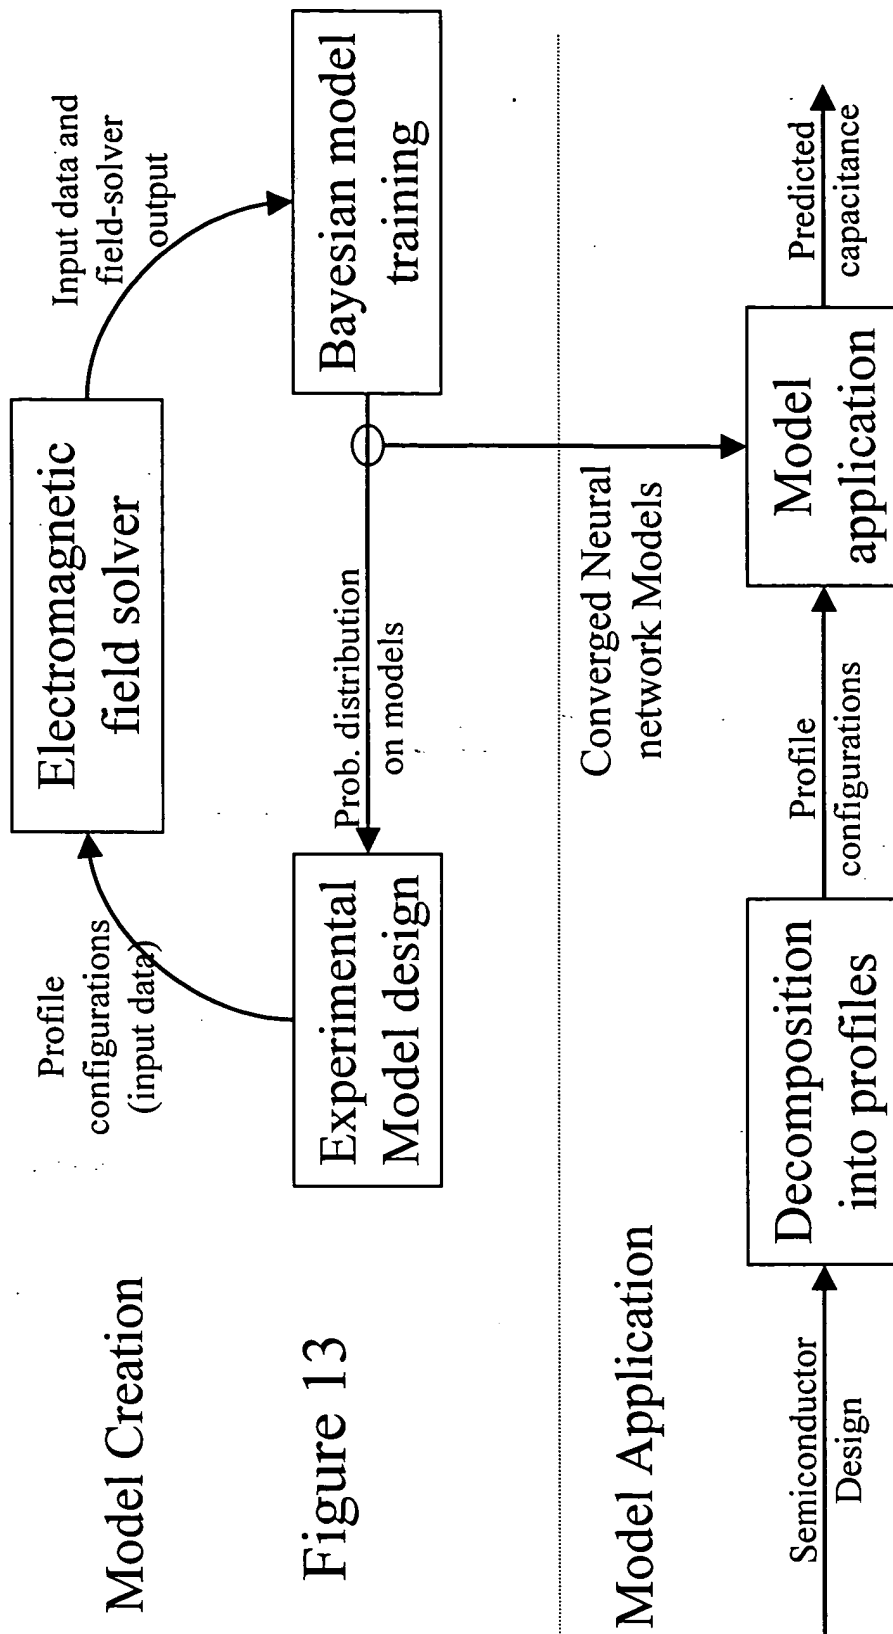 Model Creation
Figure 13
Profile
configurations
(input data)
Electromagnetic
field solver
Input data and
field-solver
output
Experimental
Model design
Prob. distribution
on models
Bayesian model
training
Converged Neural
network Models
Model Application
Semiconductor
Design
Decomposition
into profiles
Profile
configurations
Model
application
Predicted
capacitance